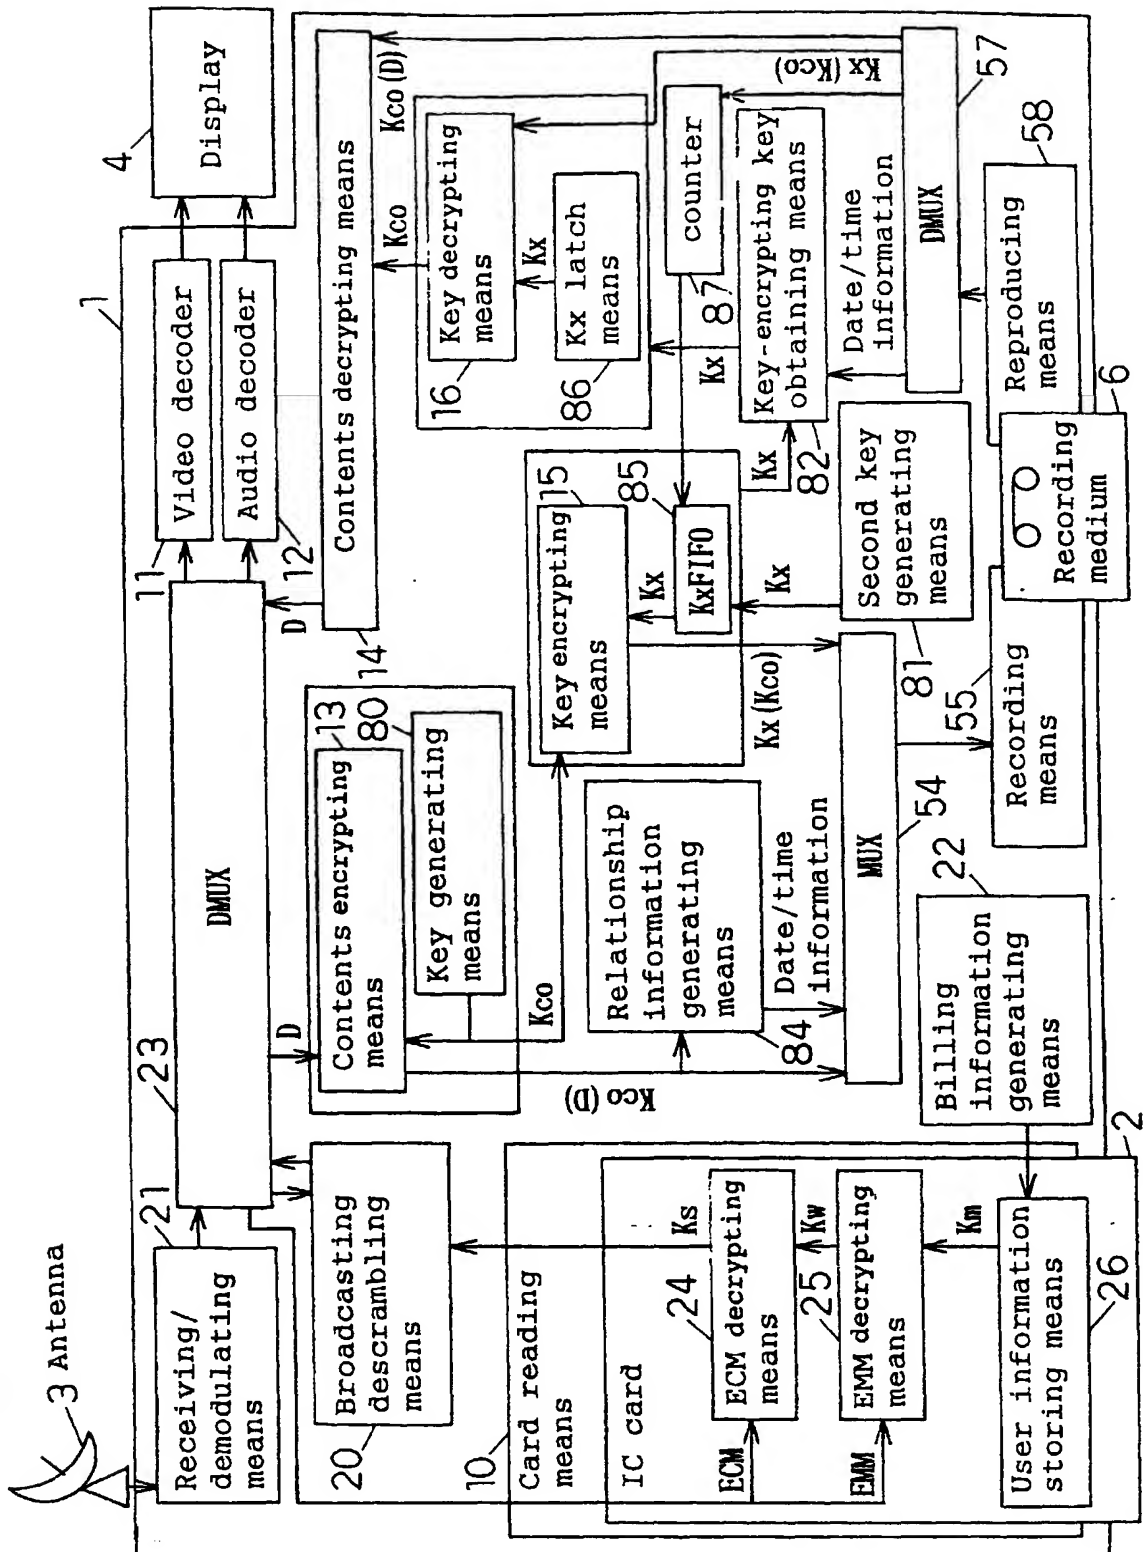 3 Antenna
21
Receiving/
demodulating
means
23
DMUX
1
11
Video decoder
12
Audio decoder
4
Display
20
Broadcasting
descrambling
means
D
13
Contents encrypting
means
80
Key generating
means
D
14
Contents decrypting means
Kco
Kco (D)
10
Card reading
means
IC card
Ks
ECM
24
ECM decrypting
means
Kw
EMM
25
EMM decrypting
means
Km
User information
storing means
26
2
Kco (D)
Kco
Relationship
information
generating
means
84
Date/time
information
15
Key encrypting
means
Kx
85
KxFIFO
Kx
Kx
Kx (Kco)
16
Key decrypting
means
Kx
86
Kx latch
means
Kx
87
counter
Kx (Kco)
82
Key-encrypting key
obtaining means
Date/time
information
DMUX
57
MUX
54
81
Second key
generating
means
22
Billing
information
generating
means
55
Recording
means
Recording
medium
6
Reproducing
means
58